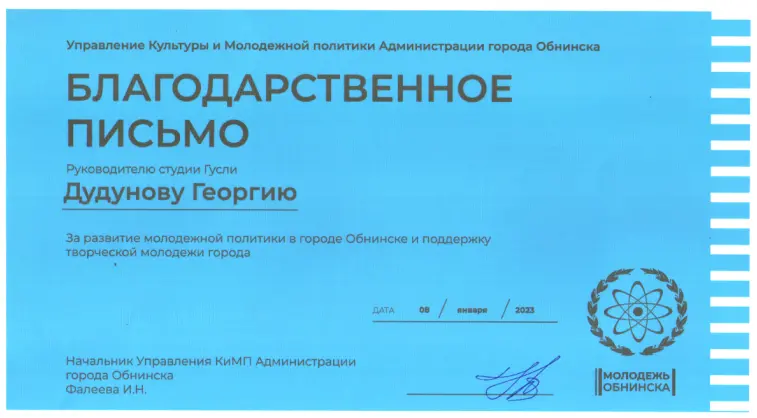 Управление Культуры и Молодежной политики Администрации города Обнинска
БЛАГОДАРСТВЕННОЕ
ПИСЬМО
Руководителю студии Гусли
Дудунову Георгию
За развитие молодежной политики в городе Обнинске и поддержку
творческой молодежи города
ДАТА 08 / января / 2023
Начальник Управления КиМП Администрации
города Обнинска
Фалеева И.Н.
МОЛОДЕЖЬ
ОБНИНСКА